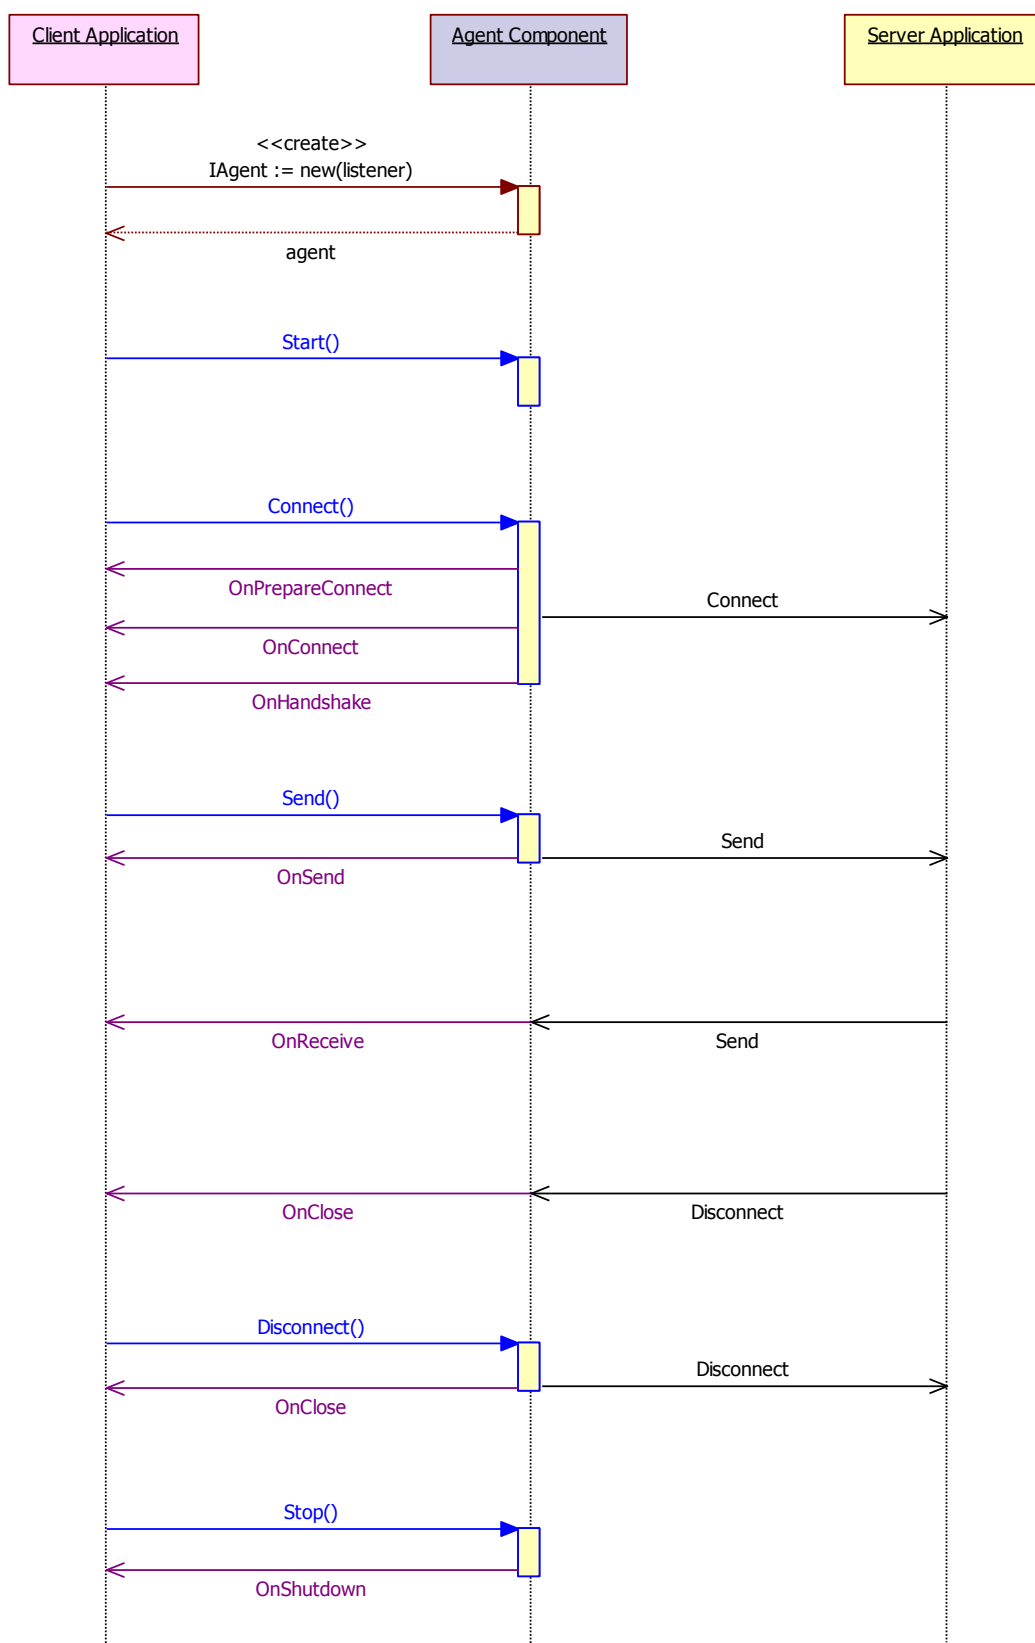 Client Application
Agent Component
Server Application
<<create>>
IAgent := new(listener)
agent
Start()
Connect()
OnPrepareConnect
Connect
OnConnect
OnHandshake
Send()
Send
OnSend
OnReceive
Send
OnClose
Disconnect
Disconnect()
Disconnect
OnClose
Stop()
OnShutdown